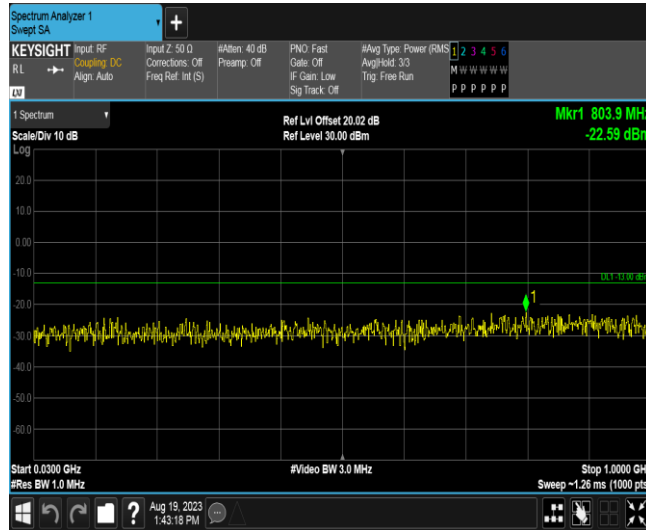 Spectrum Analyzer 1
Swept SA
+
KEYSIGHT
RL
LXI
Input: RF
Coupling: DC
Align: Auto
Input Z: 50 Ω
Corrections: Off
Freq Ref: Int (S)
#Atten: 40 dB
Preamp: Off
PNO: Fast
Gate: Off
IF Gain: Low
Sig Track: Off
#Avg Type: Power (RMS
Avg|Hold: 3/3
Trig: Free Run
1 2 3 4 5 6
M W W W W W
P P P P P P
1 Spectrum
Scale/Div 10 dB
Ref Lvl Offset 20.02 dB
Ref Level 30.00 dBm
Mkr1 803.9 MHz
-22.59 dBm
Log
20.0
10.0
0.00
-10.0
DL1 -13.00 dBm
1
-20.0
-30.0
-40.0
-50.0
-60.0
Start 0.0300 GHz
#Res BW 1.0 MHz
#Video BW 3.0 MHz
Stop 1.0000 GH
Sweep ~1.26 ms (1000 pts
?
Aug 19, 2023
1:43:18 PM